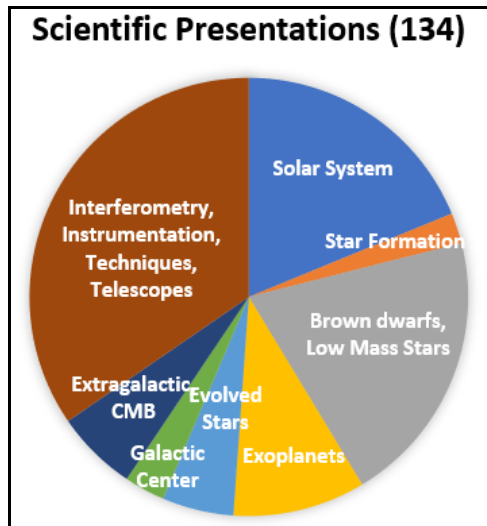 Scientific Presentations (134)
Solar System
Star Formation
Brown dwarfs,
Low Mass Stars
Exoplanets
Evolved
Stars
Galactic
Center
Extragalactic
CMB
Interferometry,
Instrumentation,
Techniques,
Telescopes